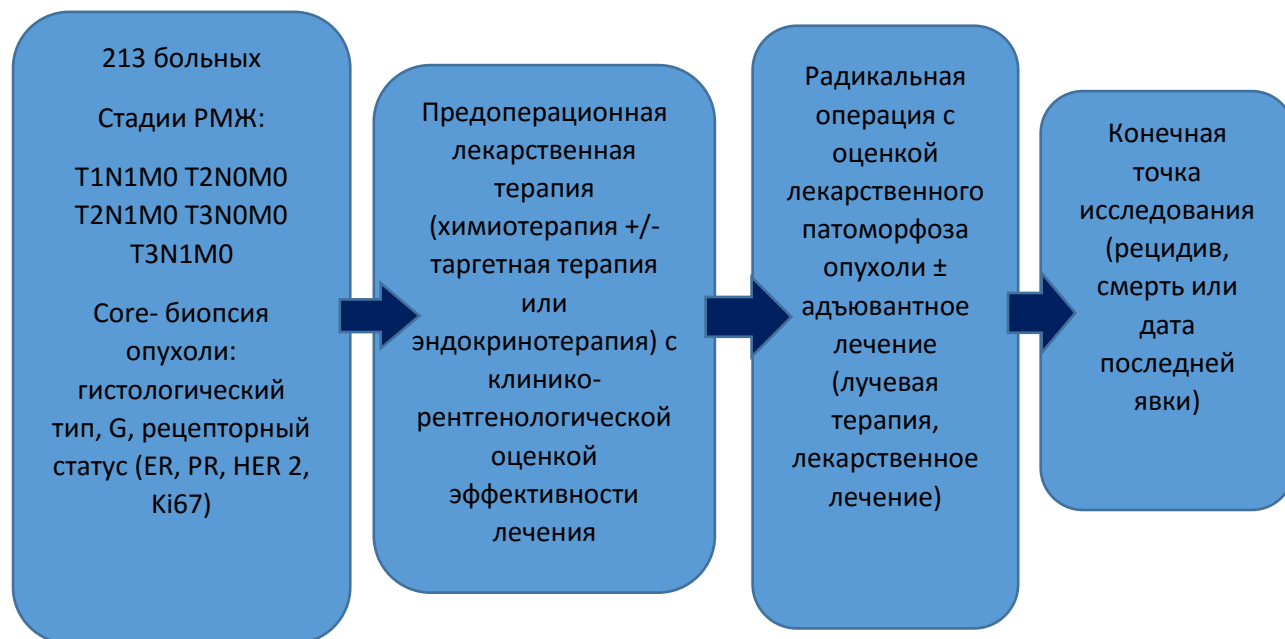 213 больных
Стадии РМЖ:
T1N1M0 T2N0M0
T2N1M0 T3N0M0
T3N1M0
Core- биопсия
опухоли:
гистологический
тип, G, рецепторный
статус (ER, PR, HER 2,
Ki67)
Предоперационная
лекарственная
терапия
(химиотерапия +/-
таргетная терапия
или
эндокринотерапия) с
клинико-
рентгенологической
оценкой
эффективности
лечения
Радикальная
операция с
оценкой
лекарственного
патоморфоза
опухоли ±
адъювантное
лечение
(лучевая
терапия,
лекарственное
лечение)
Конечная
точка
исследования
(рецидив,
смерть или
дата
последней
явки)